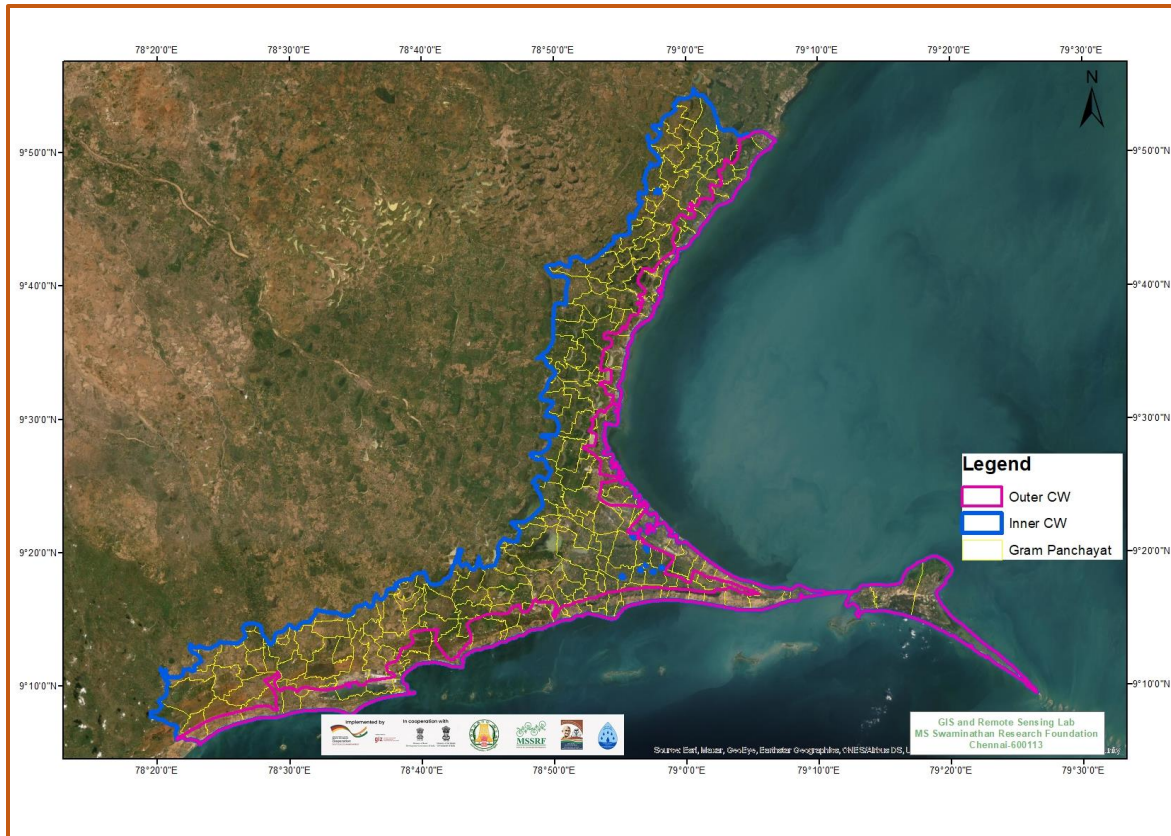 78°20'0"E 78°30'0"E 78°40'0"E 78°50'0"E 79°0'0"E 79°10'0"E 79°20'0"E 79°30'0"E
N
9°50'0"N 9°50'0"N
9°40'0"N 9°40'0"N
9°30'0"N 9°30'0"N
Legend
Outer CW
Inner CW
Gram Panchayat
9°20'0"N 9°20'0"N
9°10'0"N 9°10'0"N
Implemented by In cooperation with
giz
MSSRF
GIS and Remote Sensing Lab
MS Swaminathan Research Foundation
Chennai-600113
Source: Esri, Maxar, GeoEye, Earthstar Geographics, CNES/Airbus DS,
78°20'0"E 78°30'0"E 78°40'0"E 78°50'0"E 79°0'0"E 79°10'0"E 79°20'0"E 79°30'0"E